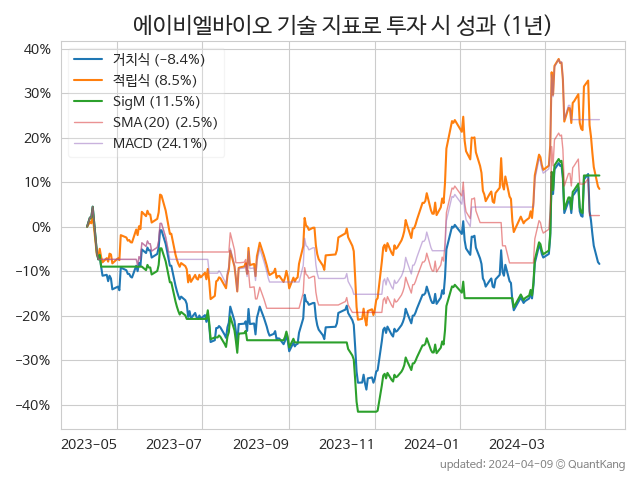 에이비엘바이오 기술 지표로 투자 시 성과 (1년)
40%
30%
20%
10%
0%
−10%
−20%
−30%
−40%
거치식 (−8.4%)
적립식 (8.5%)
SigM (11.5%)
SMA(20) (2.5%)
MACD (24.1%)
2023-05 2023-07 2023-09 2023-11 2024-01 2024-03
updated: 2024-04-09 © QuantKang